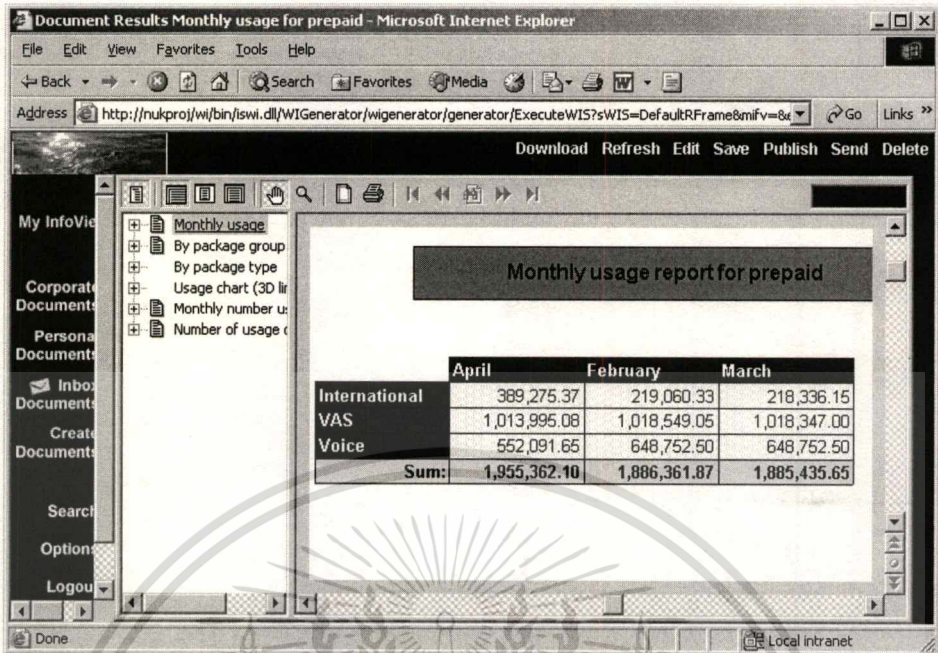 Document Results Monthly usage for prepaid - Microsoft Internet Explorer
File Edit View Favorites Tools Help
Back Search Favorites Media
Address http://nukproj/wi/bin/iswi.dll/WIGenerator/wigenerator/generator/ExecuteWIS?sWIS=DefaultRFrame&mifv=8& Go Links »
Download Refresh Edit Save Publish Send Delete
My InfoVie
Corporat
Documents
Persona
Documents
Inbo
Documents
Creat
Documents
Search
Option
Logou
Monthly usage
By package group
By package type
Usage chart (3D lin
Monthly number u
Number of usage
Monthly usage report for prepaid
April February March
International 389,275.37 219,060.33 218,336.15
VAS 1,013,995.08 1,018,549.05 1,018,347.00
Voice 552,091.65 648,752.50 648,752.50
Sum: 1,955,362.10 1,886,361.87 1,885,435.65
Done Local intranet